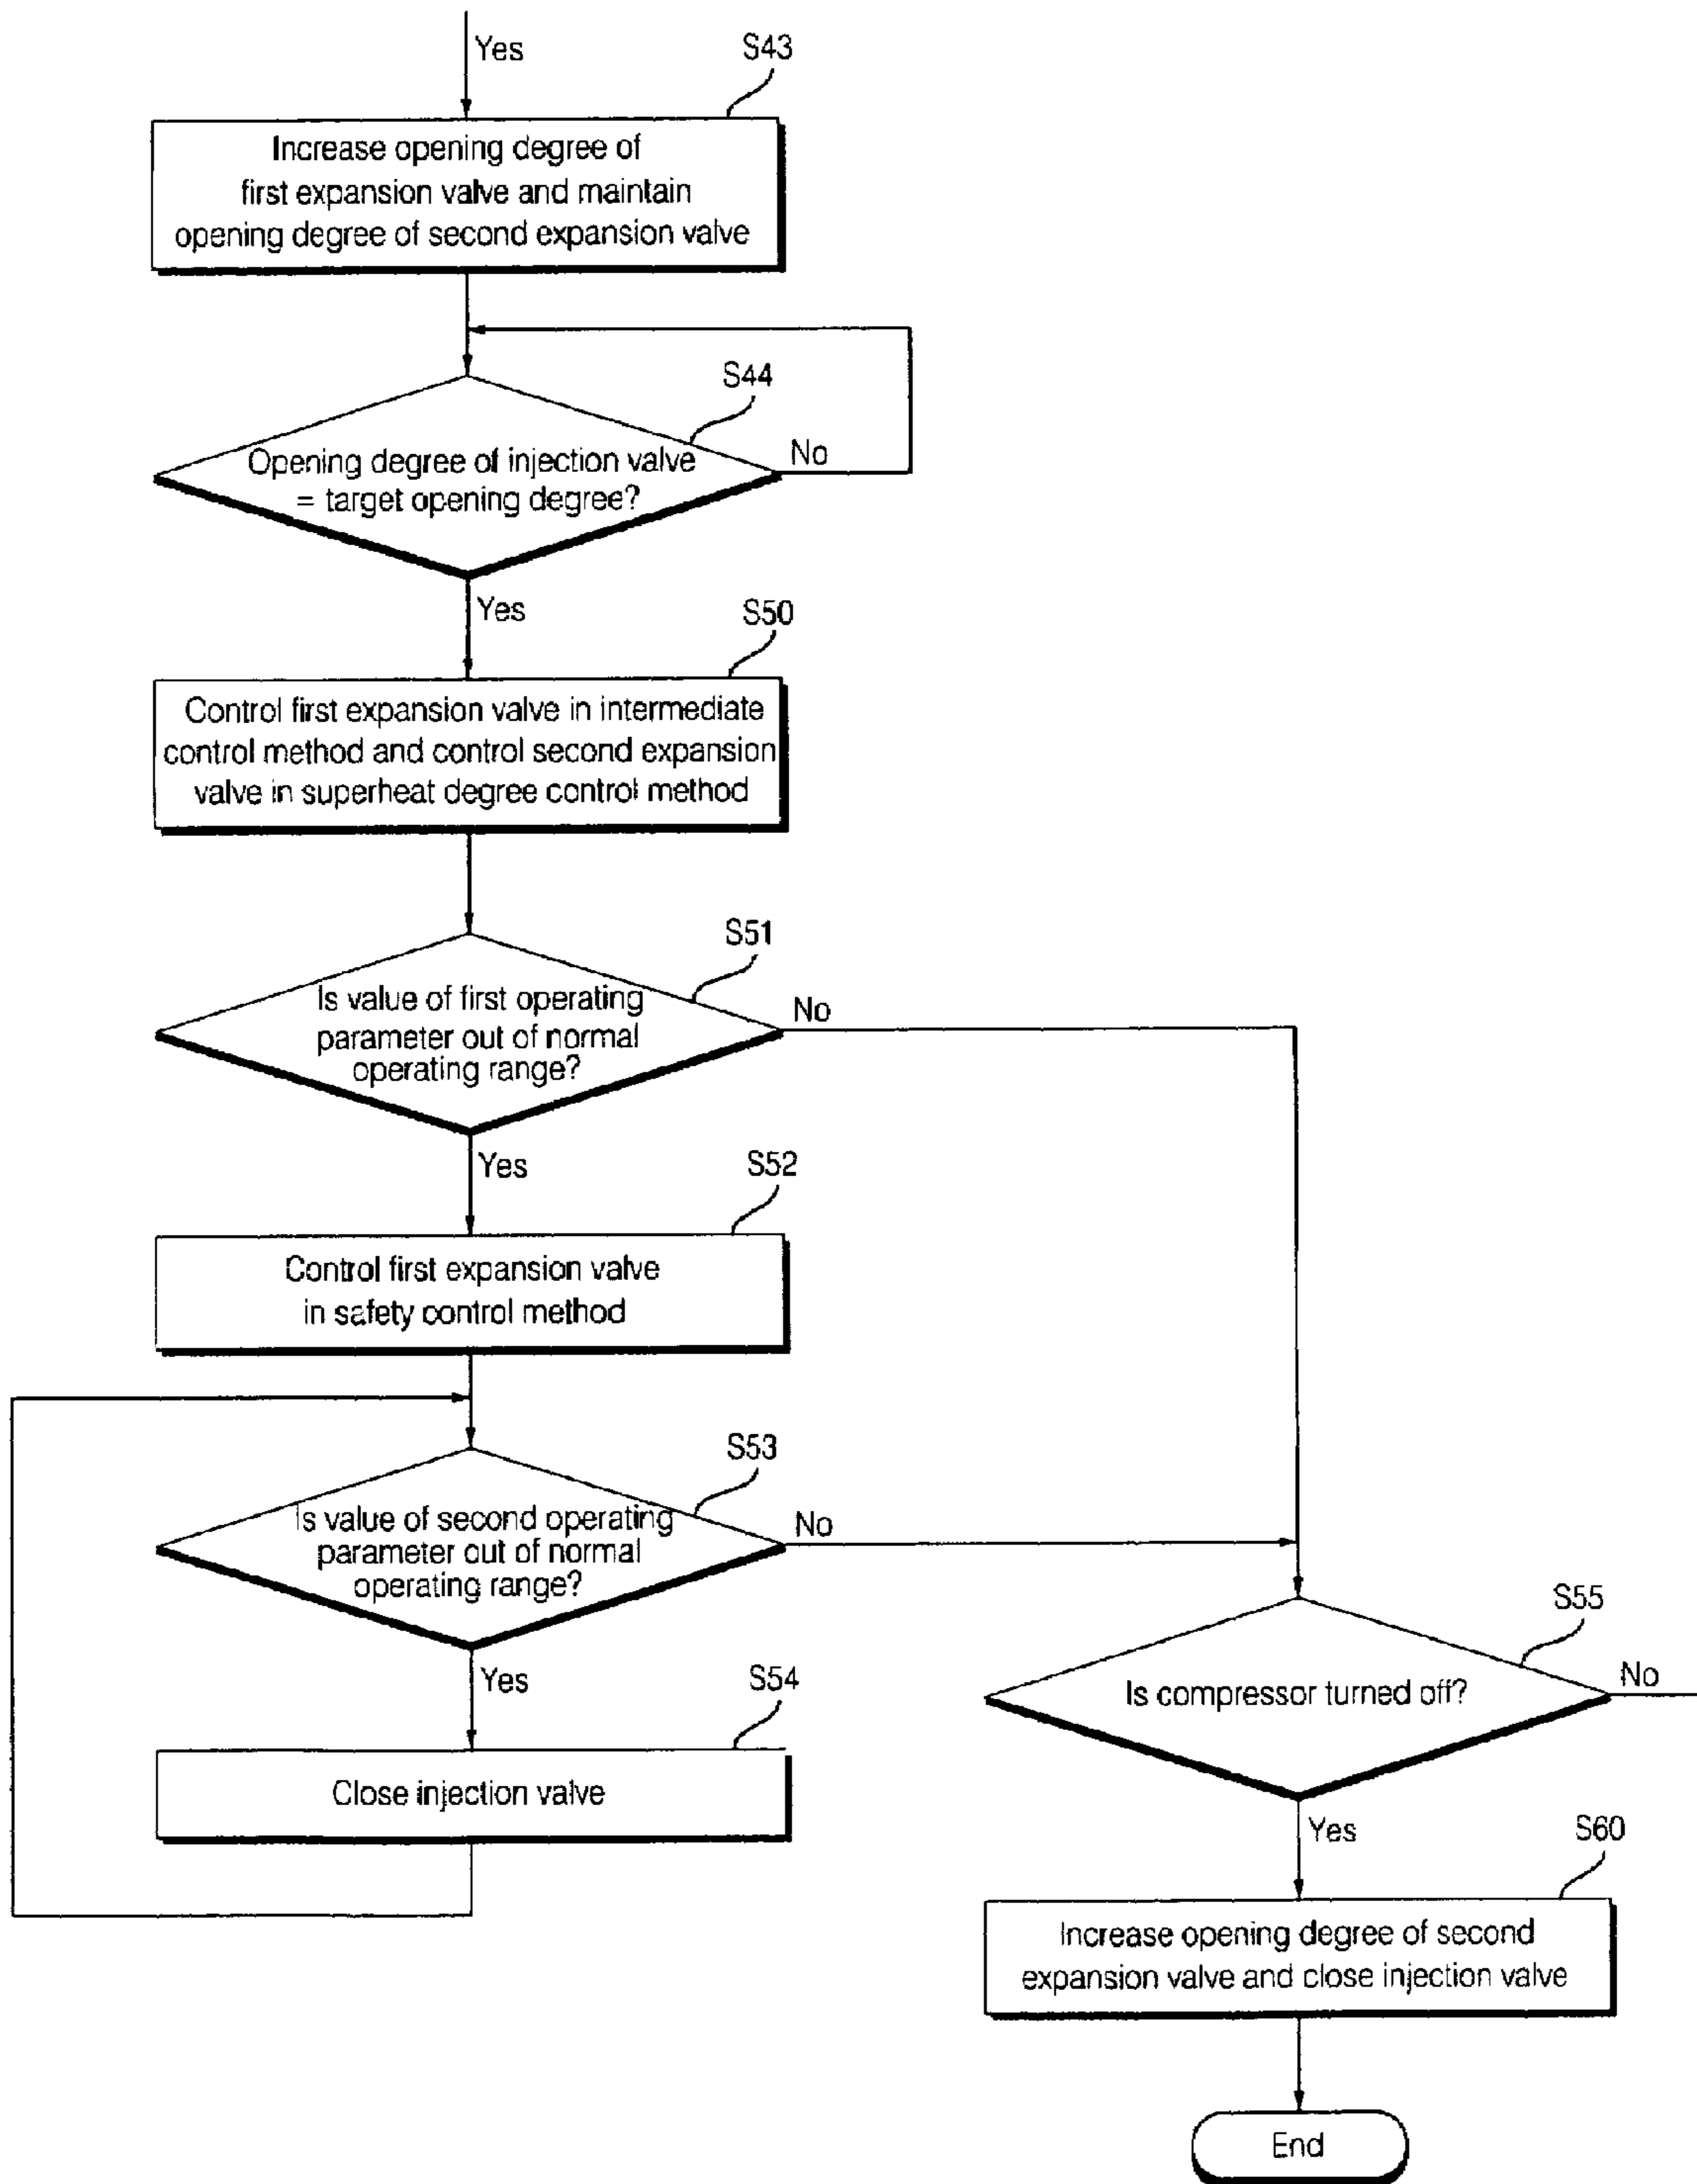 Yes
S43
Increase opening degree of
first expansion valve and maintain
opening degree of second expansion valve
S44
Opening degree of injection valve
= target opening degree?
No
Yes
S50
Control first expansion valve in intermediate
control method and control second expansion
valve in superheat degree control method
S51
Is value of first operating
parameter out of normal
operating range?
No
Yes
S52
Control first expansion valve
in safety control method
S53
Is value of second operating
parameter out of normal
operating range?
No
Yes
S54
Close injection valve
S55
Is compressor turned off?
No
Yes
S60
Increase opening degree of second
expansion valve and close injection valve
End